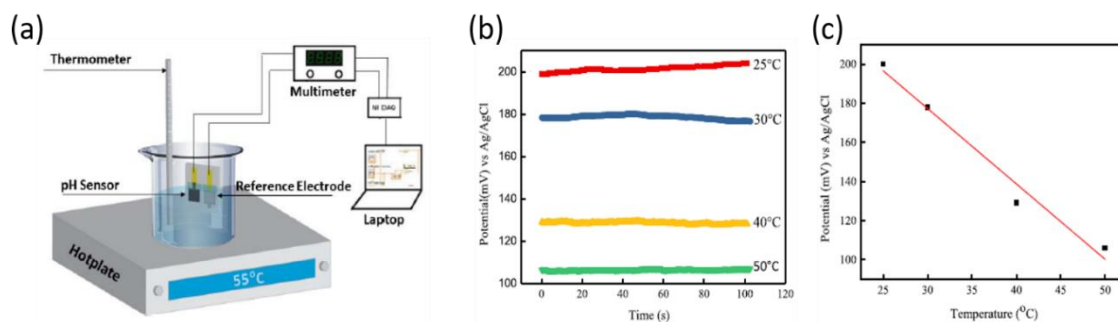 (a)
Thermometer
Multimeter
NI DAQ
pH Sensor
Reference Electrode
Laptop
Hotplate
55°C
(b)
Potential(mV) vs Ag/AgCl
200
180
160
140
120
100
25°C
30°C
40°C
50°C
0
20
40
60
80
100
120
Time (s)
(c)
Potential (mV) vs Ag/AgCl
200
180
160
140
120
100
25
30
40
50
Temperature (°C)